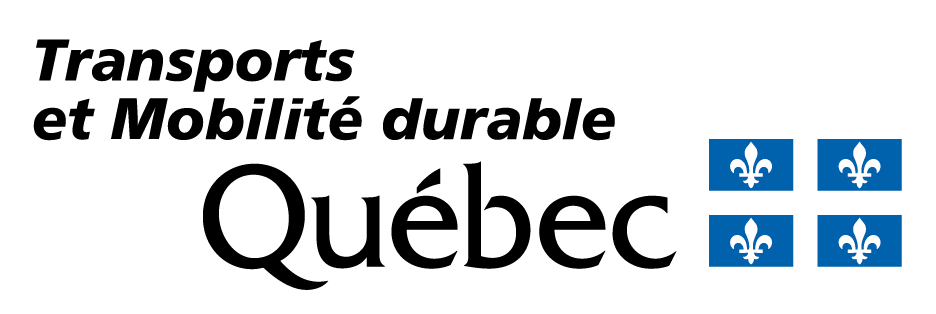 Transports
et Mobilité durable
Québec